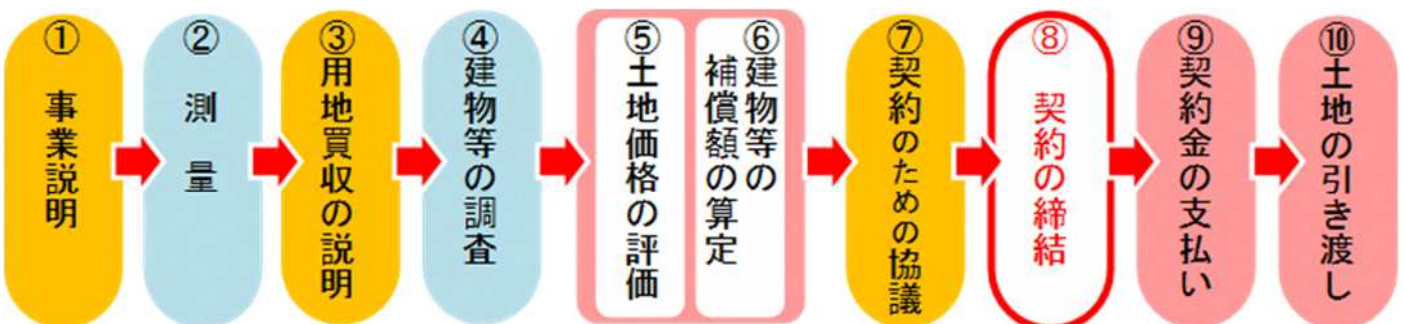 ① 事業説明
② 測量
③用地買収の説明
④建物等の調査
⑤土地価格の評価
⑥建物等の
補償額の算定
⑦契約のための協議
⑧ 契約の締結
⑨契約金の支払い
⑩土地の引き渡し